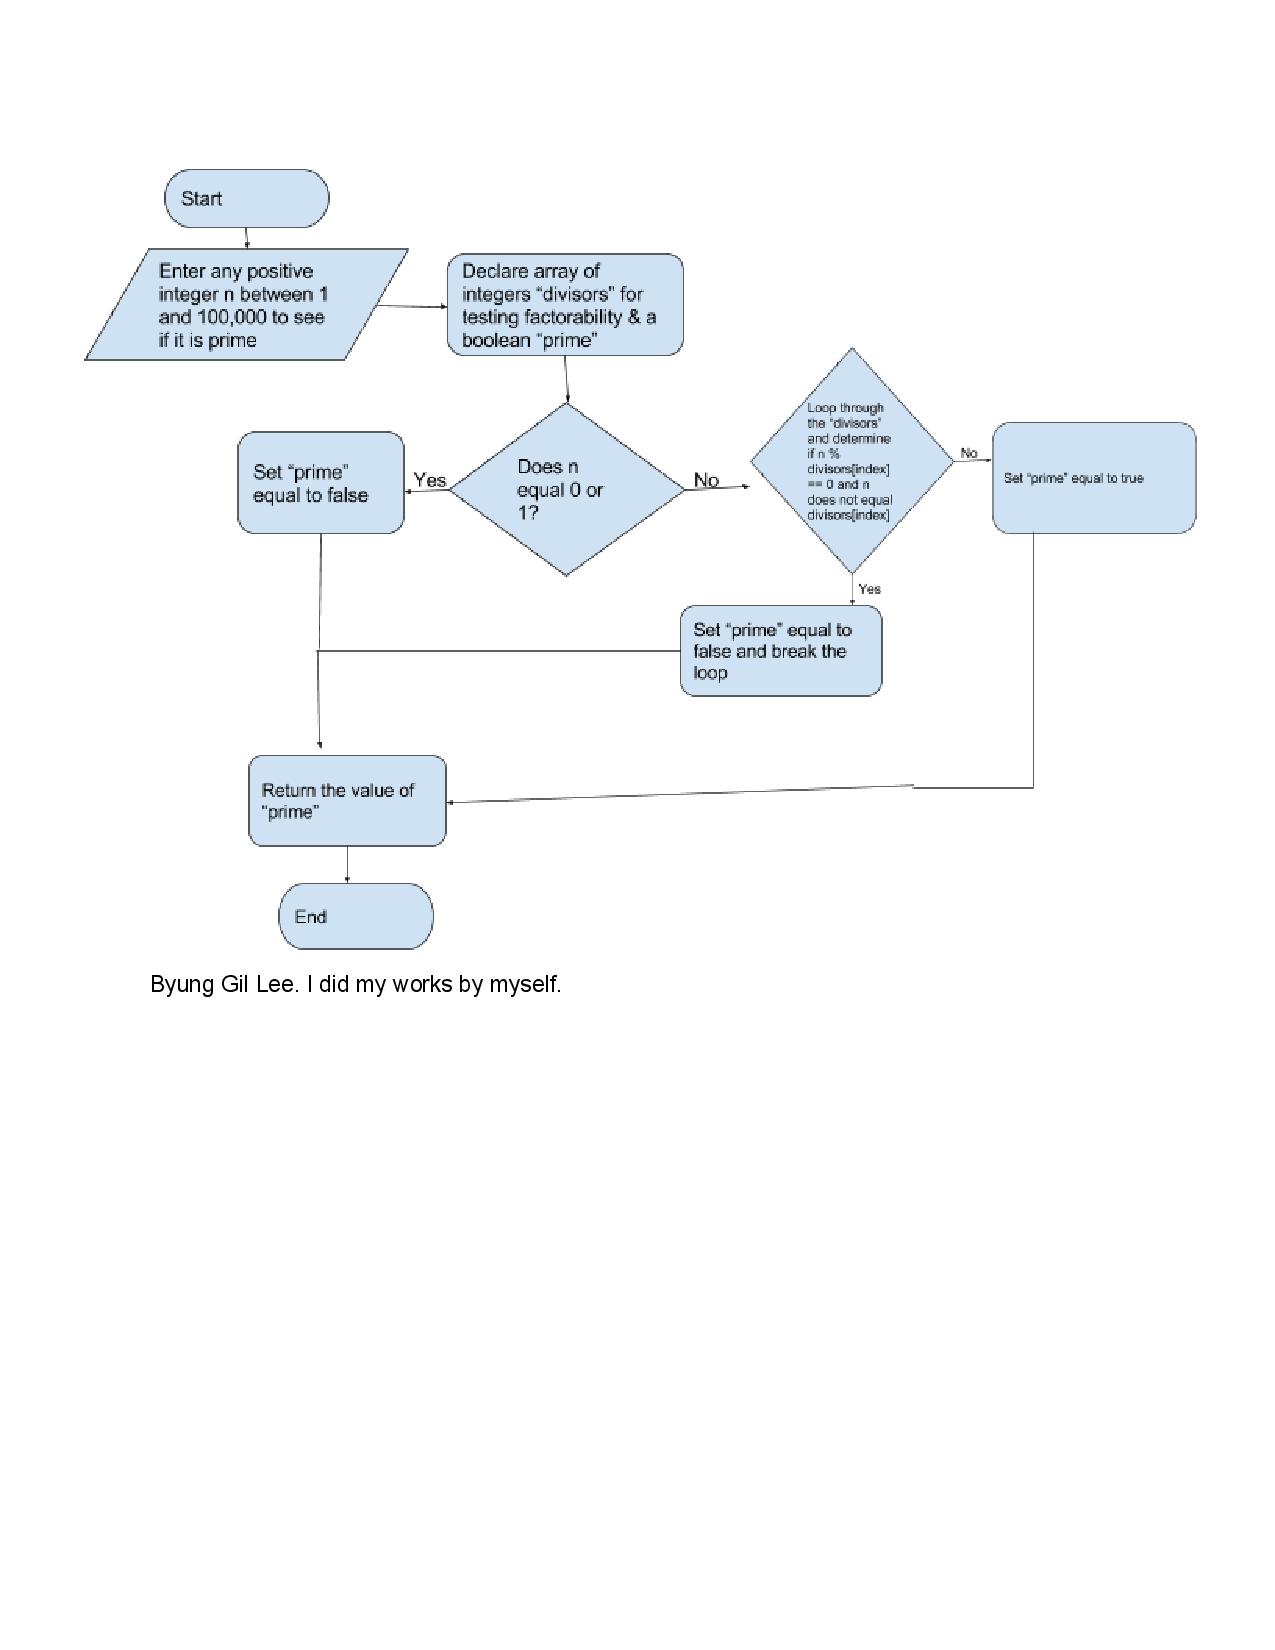 Start
Enter any positive
integer n between 1
and 100,000 to see
if it is prime
Declare array of
integers “divisors” for
testing factorability & a
boolean “prime”
Does n
equal 0 or
1?
Yes
Set “prime”
equal to false
No
Loop through
the “divisors”
and determine
if n %
divisors[index]
== 0 and n
does not equal
divisors[index]
No
Set “prime” equal to true
Yes
Set “prime” equal to
false and break the
loop
Return the value of
“prime”
End
Byung Gil Lee. I did my works by myself.